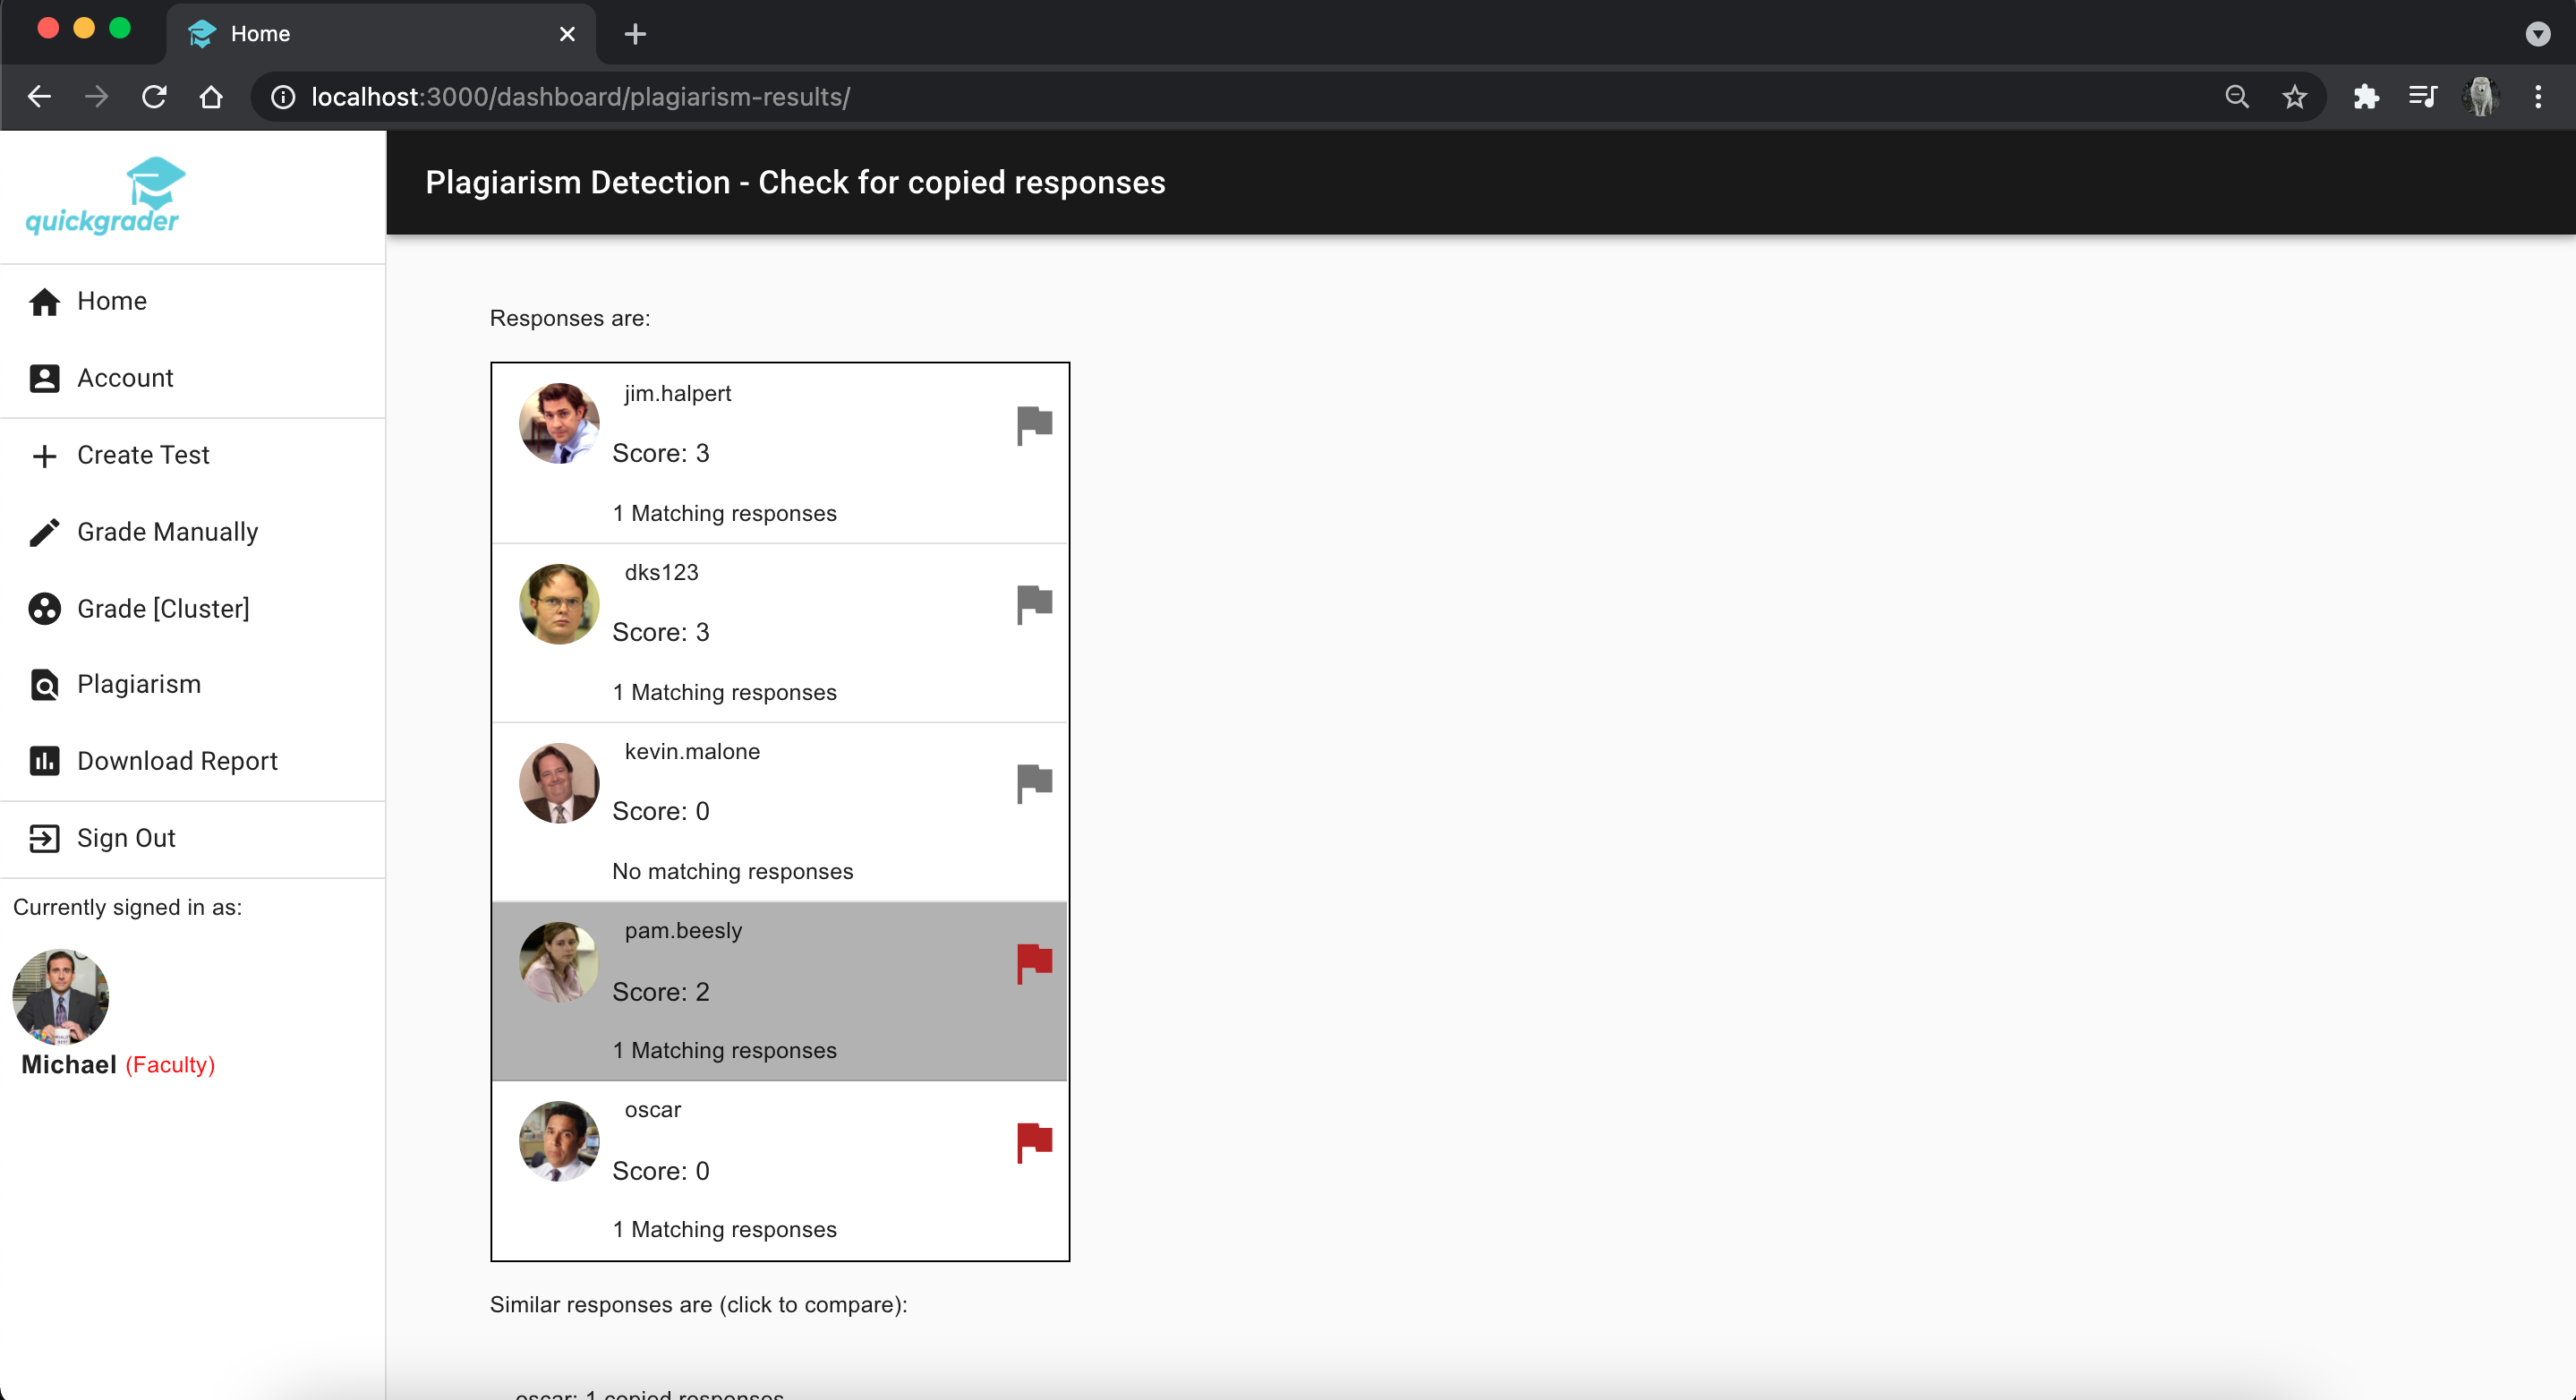 Home
localhost:3000/dashboard/plagiarism-results/
quickgrader
Plagiarism Detection - Check for copied responses
Home
Account
Create Test
Grade Manually
Grade [Cluster]
Plagiarism
Download Report
Sign Out
Currently signed in as:
Michael (Faculty)
Responses are:
jim.halpert
Score: 3
1 Matching responses
dks123
Score: 3
1 Matching responses
kevin.malone
Score: 0
No matching responses
pam.beesly
Score: 2
1 Matching responses
oscar
Score: 0
1 Matching responses
Similar responses are (click to compare):
oscar: 1 copied responses